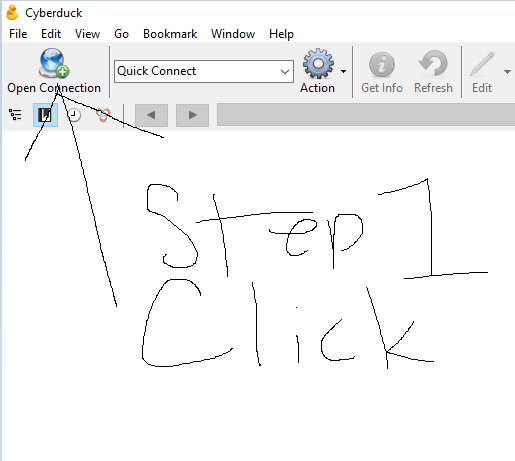 Cyberduck
File Edit View Go Bookmark Window Help
Open Connection Quick Connect Action Get Info Refresh Edit
Step 1
Click